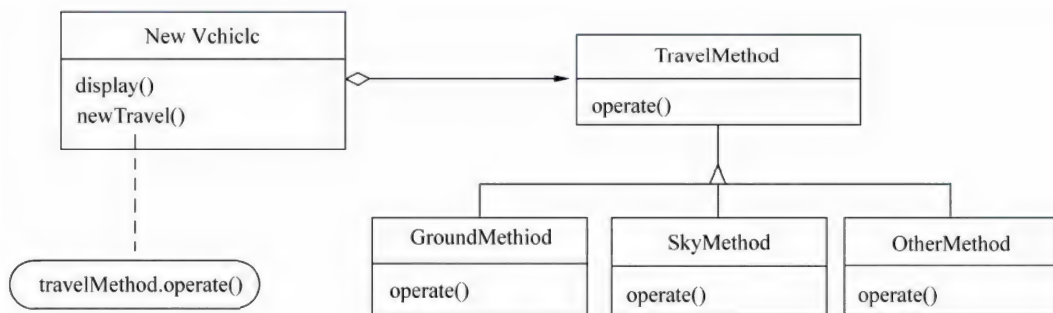 New Vchiclc
display()
newTravel()
travelMethod.operate()
TravelMethod
operate()
GroundMethiod
operate()
SkyMethod
operate()
OtherMethod
operate()